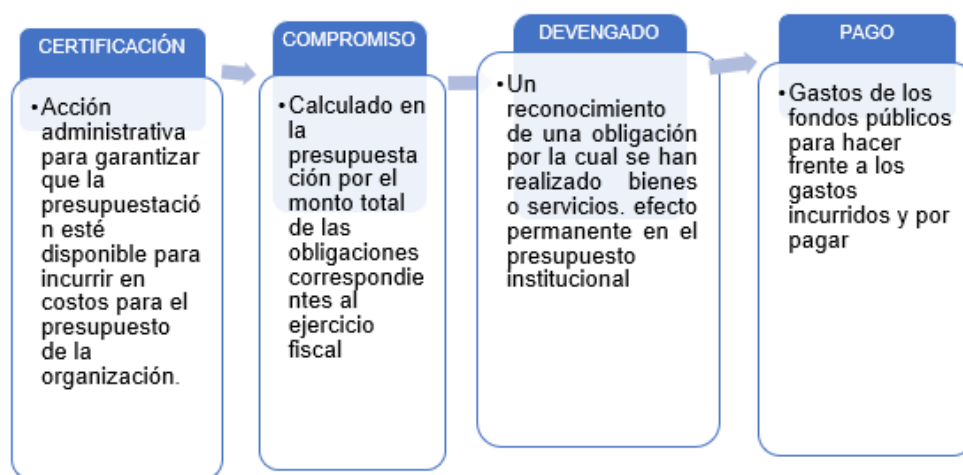 CERTIFICACIÓN
•Acción
administrativa
para garantizar
que la
presupuestació
n esté
disponible para
incurrir en
costos para el
presupuesto
de la
organización.
COMPROMISO
•Calculado en
la
presupuesta
ción por el
monto total
de las
obligaciones
correspondie
ntes al
ejercicio
fiscal
DEVENGADO
•Un
reconocimiento
de una obligación
por la cual se han
realizado bienes
o servicios. efecto
permanente en el
presupuesto
institucional
PAGO
•Gastos de los
fondos públicos
para hacer
frente a los
gastos
incurridos y por
pagar